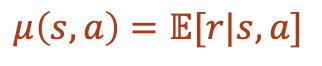 μ(s, a) = 𝔼[r|s, a]